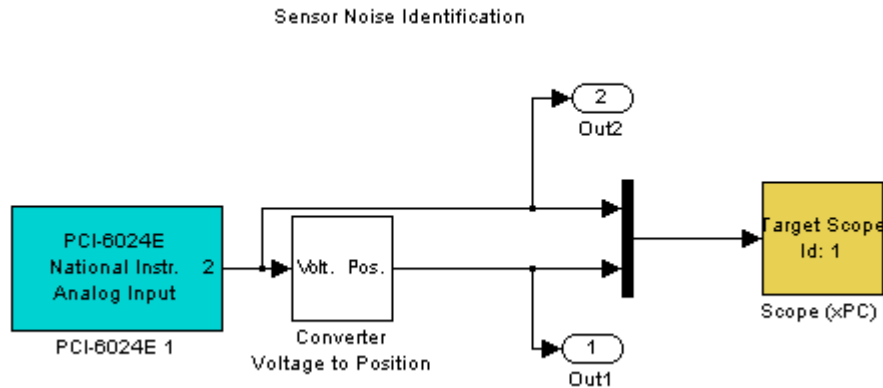 Sensor Noise Identification
2
Out2
PCI-6024E
National Instr.
Analog Input
2
PCI-6024E 1
Volt. Pos.
Converter
Voltage to Position
Target Scope
Id: 1
Scope (xPC)
1
Out1